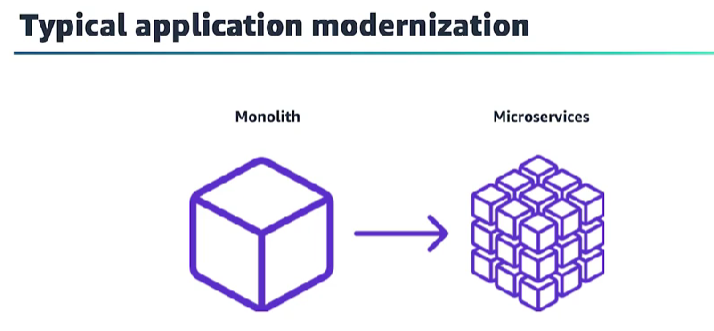 Typical application modernization
Monolith
Microservices